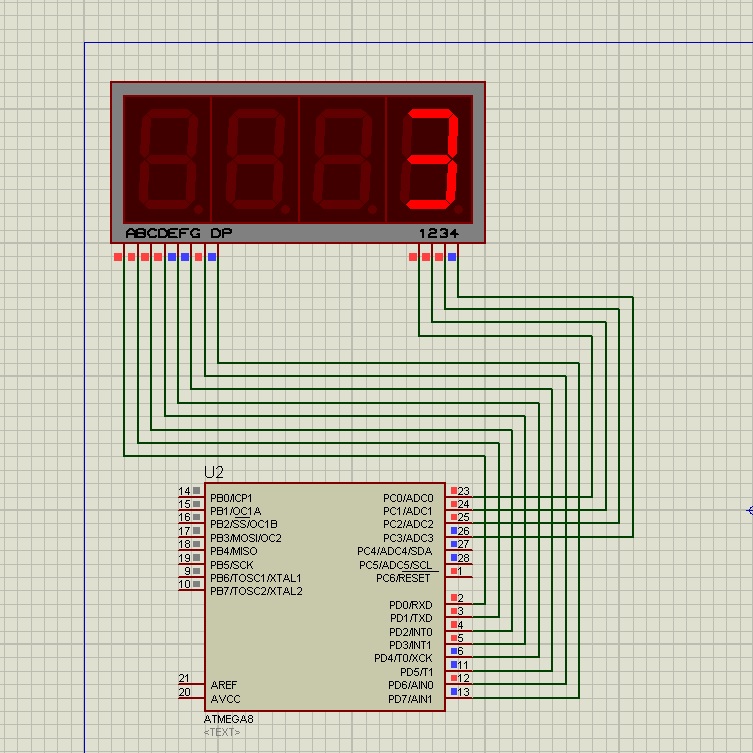 3
ABCDEFG DP 1234
U2
14 PB0/ICP1 PC0/ADC0 23
15 PB1/OC1A PC1/ADC1 24
16 PB2/SS/OC1B PC2/ADC2 25
17 PB3/MOSI/OC2 PC3/ADC3 26
18 PB4/MISO PC4/ADC4/SDA 27
19 PB5/SCK PC5/ADC5/SCL 28
9 PB6/TOSC1/XTAL1 PC6/RESET 1
10 PB7/TOSC2/XTAL2
PD0/RXD 2
PD1/TXD 3
PD2/INT0 4
PD3/INT1 5
PD4/T0/XCK 6
PD5/T1 11
21 AREF PD6/AIN0 12
20 AVCC PD7/AIN1 13
ATMEGA8
<TEXT>